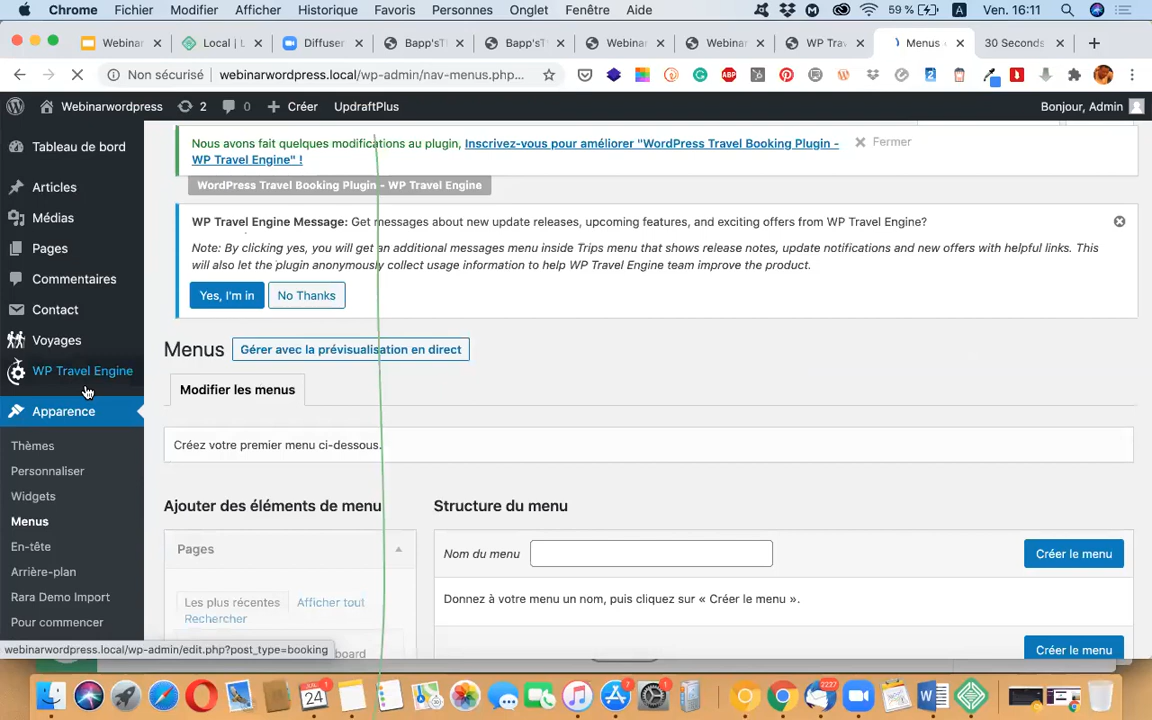 Chrome Fichier Modifier Afficher Historique Favoris Personnes Onglet Fenêtre Aide 59 % A Ven. 16:11
Webinar Local | L Diffuser Bapp'sT Bapp'sT Webinar Webinar WP Trav Menus 30 Seconds
Non sécurisé webinarwordpress.local/wp-admin/nav-menus.php... ABP 2
Webinarwordpress 2 0 Créer UpdraftPlus Bonjour, Admin
Tableau de bord
Articles
Médias
Pages
Commentaires
Contact
Voyages
WP Travel Engine
Apparence
Thèmes
Personnaliser
Widgets
Menus
En-tête
Arrière-plan
Rara Demo Import
Pour commencer
webinarwordpress.local/wp-admin/edit.php?post_type=booking
Nous avons fait quelques modifications au plugin, Inscrivez-vous pour améliorer "WordPress Travel Booking Plugin -
WP Travel Engine" !
Fermer
WordPress Travel Booking Plugin - WP Travel Engine
WP Travel Engine Message: Get messages about new update releases, upcoming features, and exciting offers from WP Travel Engine?
Note: By clicking yes, you will get an additional messages menu inside Trips menu that shows release notes, update notifications and new offers with helpful links. This
will also let the plugin anonymously collect usage information to help WP Travel Engine team improve the product.
Yes, I'm in No Thanks
Menus Gérer avec la prévisualisation en direct
Modifier les menus
Créez votre premier menu ci-dessous.
Ajouter des éléments de menu
Pages
Les plus récentes Afficher tout
Rechercher
board
Structure du menu
Nom du menu Créer le menu
Donnez à votre menu un nom, puis cliquez sur « Créer le menu ».
Créer le menu
24 7 2227